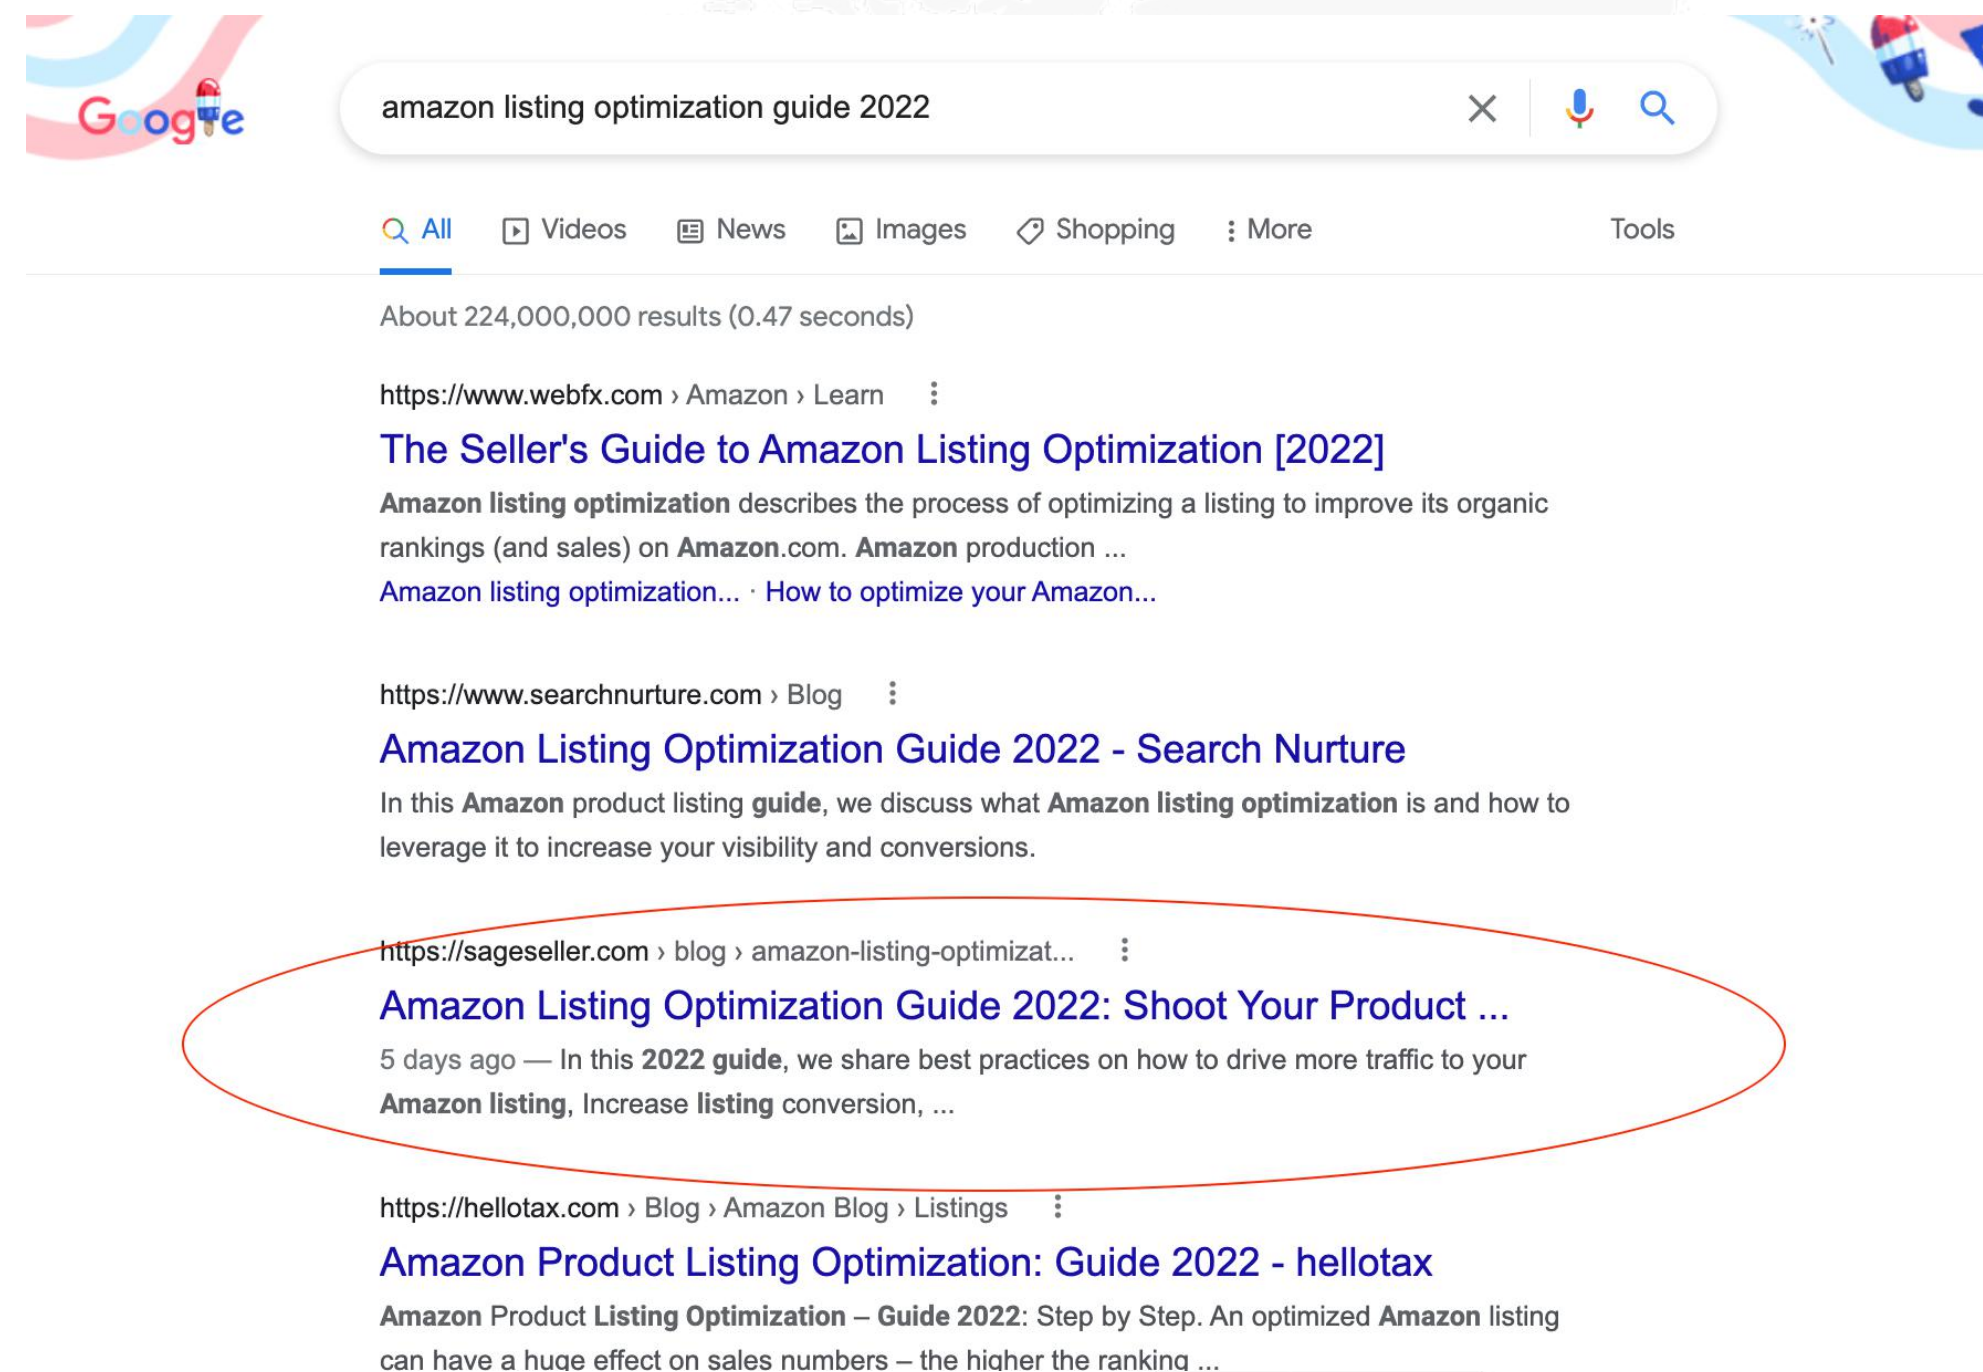 Google
amazon listing optimization guide 2022
All Videos News Images Shopping More Tools
About 224,000,000 results (0.47 seconds)
https://www.webfx.com › Amazon › Learn
The Seller's Guide to Amazon Listing Optimization [2022]
Amazon listing optimization describes the process of optimizing a listing to improve its organic
rankings (and sales) on Amazon.com. Amazon production ...
Amazon listing optimization... · How to optimize your Amazon...
https://www.searchnurture.com › Blog
Amazon Listing Optimization Guide 2022 - Search Nurture
In this Amazon product listing guide, we discuss what Amazon listing optimization is and how to
leverage it to increase your visibility and conversions.
https://sageseller.com › blog › amazon-listing-optimizat...
Amazon Listing Optimization Guide 2022: Shoot Your Product ...
5 days ago — In this 2022 guide, we share best practices on how to drive more traffic to your
Amazon listing, Increase listing conversion, ...
https://hellotax.com › Blog › Amazon Blog › Listings
Amazon Product Listing Optimization: Guide 2022 - hellotax
Amazon Product Listing Optimization – Guide 2022: Step by Step. An optimized Amazon listing
can have a huge effect on sales numbers – the higher the ranking ...